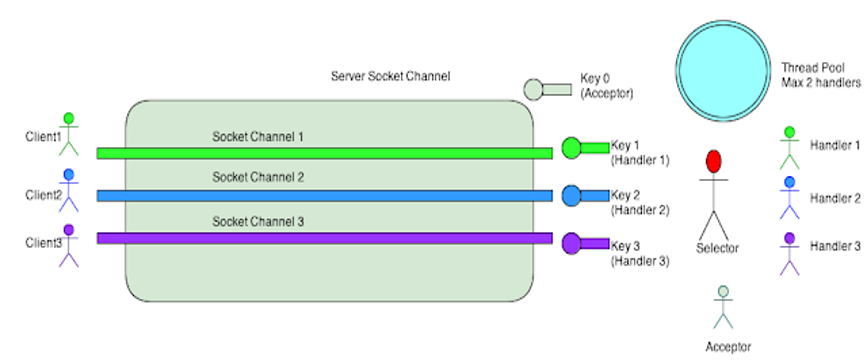 Server Socket Channel
Key 0
(Acceptor)
Thread Pool
Max 2 handlers
Client1
Socket Channel 1
Key 1
(Handler 1)
Handler 1
Client2
Socket Channel 2
Key 2
(Handler 2)
Handler 2
Client3
Socket Channel 3
Key 3
(Handler 3)
Selector
Handler 3
Acceptor